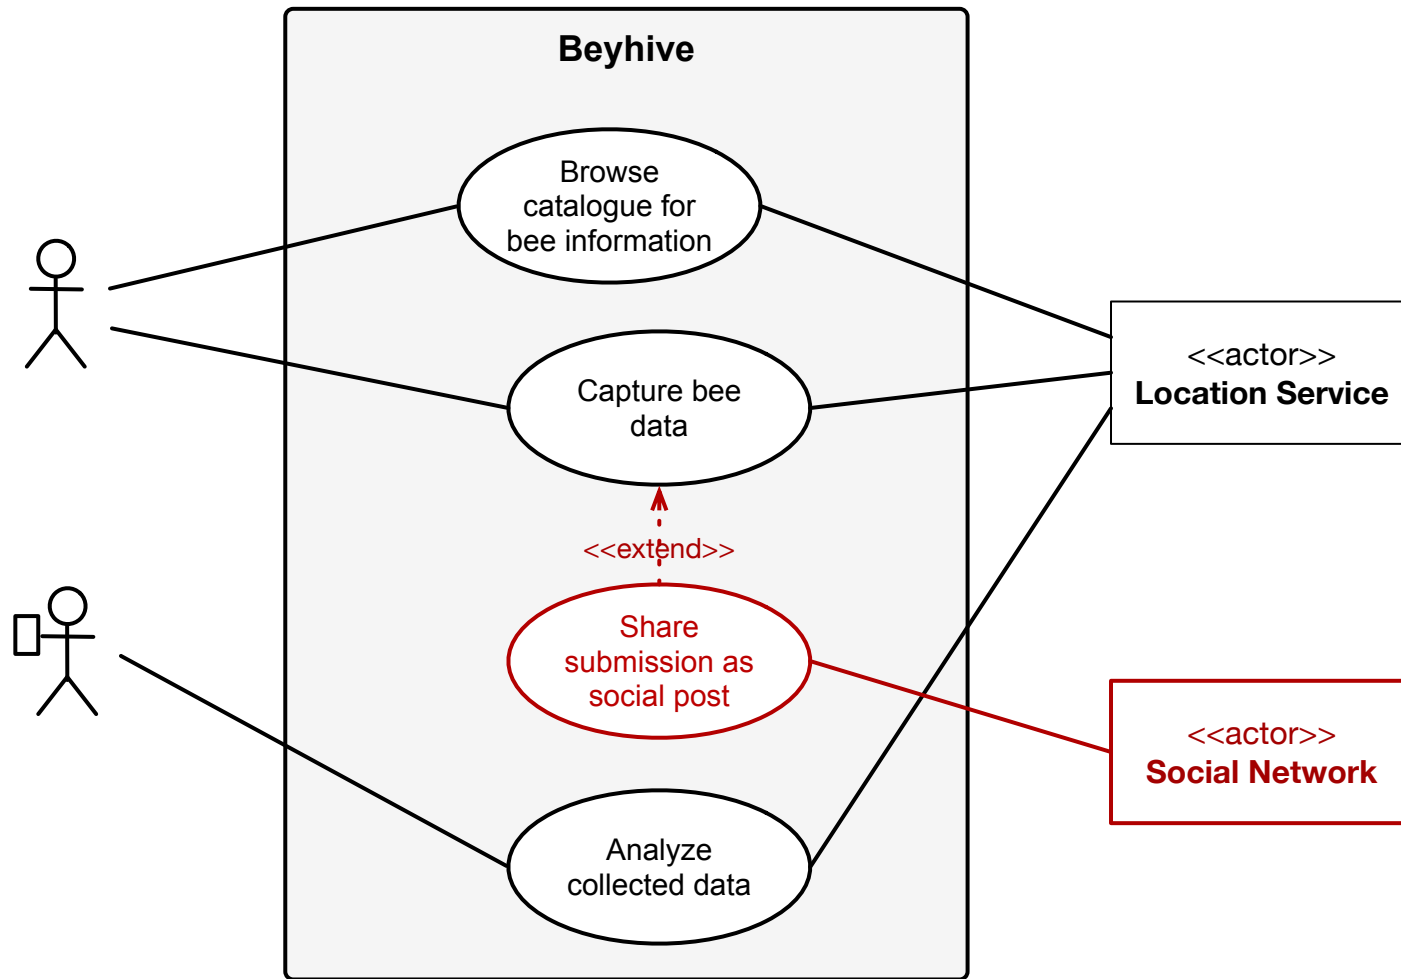 Beyhive
Browse
catalogue for
bee information
Capture bee
data
<<actor>>
Location Service
<<extend>>
Share
submission as
social post
<<actor>>
Social Network
Analyze
collected data